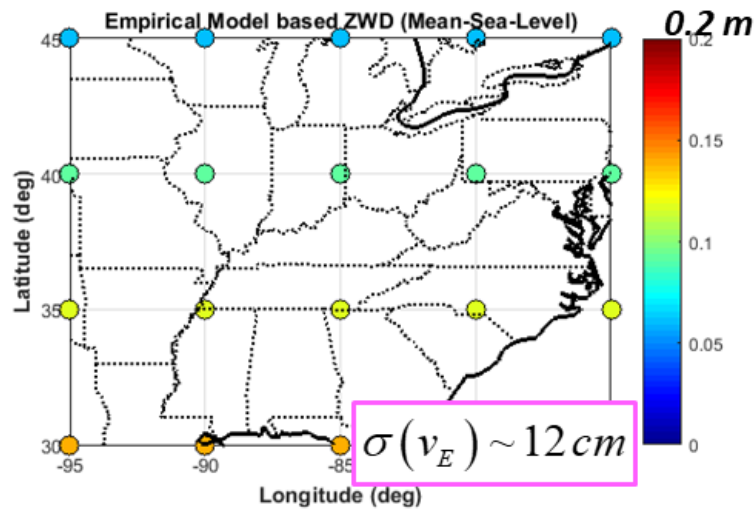 Empirical Model based ZWD (Mean-Sea-Level)
0.2 m
45
40
35
30
Latitude (deg)
-95
-90
-85
Longitude (deg)
σ(v_E) ~ 12 cm
0.2
0.15
0.1
0.05
0